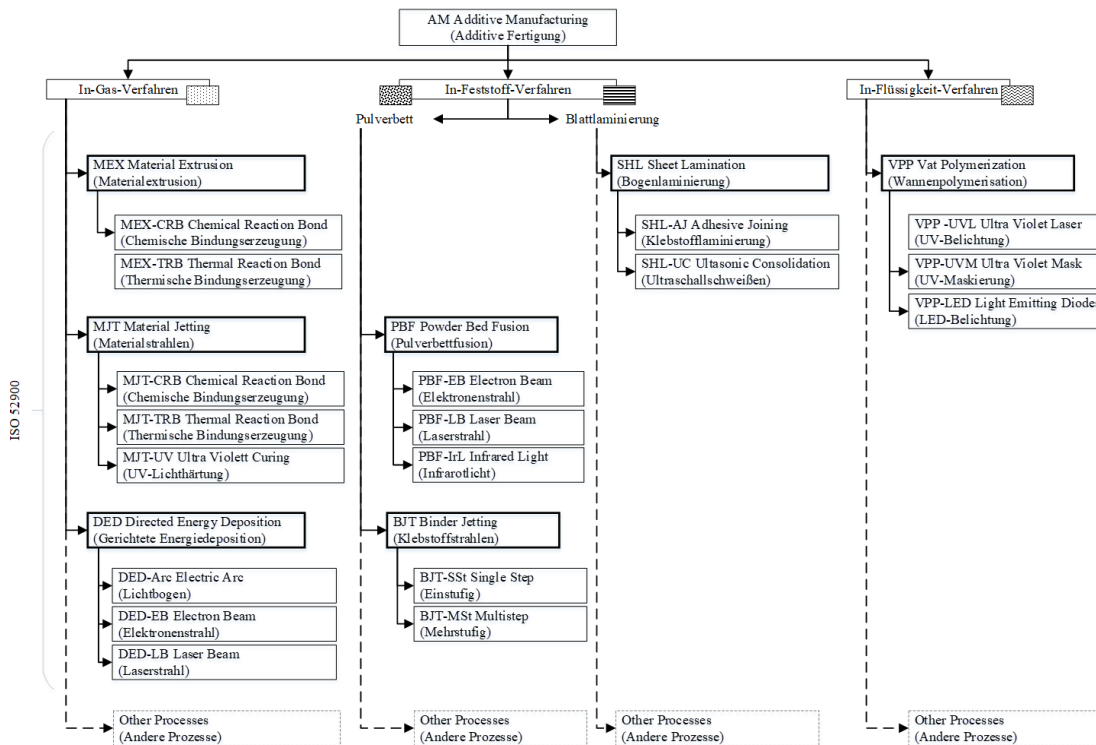 AM Additive Manufacturing
(Additive Fertigung)
In-Gas-Verfahren
In-Feststoff-Verfahren
In-Flüssigkeit-Verfahren
Pulverbett
Blattlaminierung
ISO 52900
MEX Material Extrusion
(Materialextrusion)
MEX-CRB Chemical Reaction Bond
(Chemische Bindungserzeugung)
MEX-TRB Thermal Reaction Bond
(Thermische Bindungserzeugung)
MJT Material Jetting
(Materialstrahlen)
MJT-CRB Chemical Reaction Bond
(Chemische Bindungserzeugung)
MJT-TRB Thermal Reaction Bond
(Thermische Bindungserzeugung)
MJT-UV Ultra Violett Curing
(UV-Lichthärtung)
DED Directed Energy Deposition
(Gerichtete Energiedeposition)
DED-Arc Electric Arc
(Lichtbogen)
DED-EB Electron Beam
(Elektronenstrahl)
DED-LB Laser Beam
(Laserstrahl)
Other Processes
(Andere Prozesse)
PBF Powder Bed Fusion
(Pulverbettfusion)
PBF-EB Electron Beam
(Elektronenstrahl)
PBF-LB Laser Beam
(Laserstrahl)
PBF-IrL Infrared Light
(Infrarotlicht)
BJT Binder Jetting
(Klebstoffstrahlen)
BJT-SSt Single Step
(Einstufig)
BJT-MSt Multistep
(Mehrstufig)
Other Processes
(Andere Prozesse)
SHL Sheet Lamination
(Bogenlaminierung)
SHL-AJ Adhesive Joining
(Klebstofflaminierung)
SHL-UC Ultasonic Consolidation
(Ultraschallschweißen)
Other Processes
(Andere Prozesse)
VPP Vat Polymerization
(Wannenpolymerisation)
VPP -UVL Ultra Violet Laser
(UV-Belichtung)
VPP-UVM Ultra Violet Mask
(UV-Maskierung)
VPP-LED Light Emitting Diodes
(LED-Belichtung)
Other Processes
(Andere Prozesse)